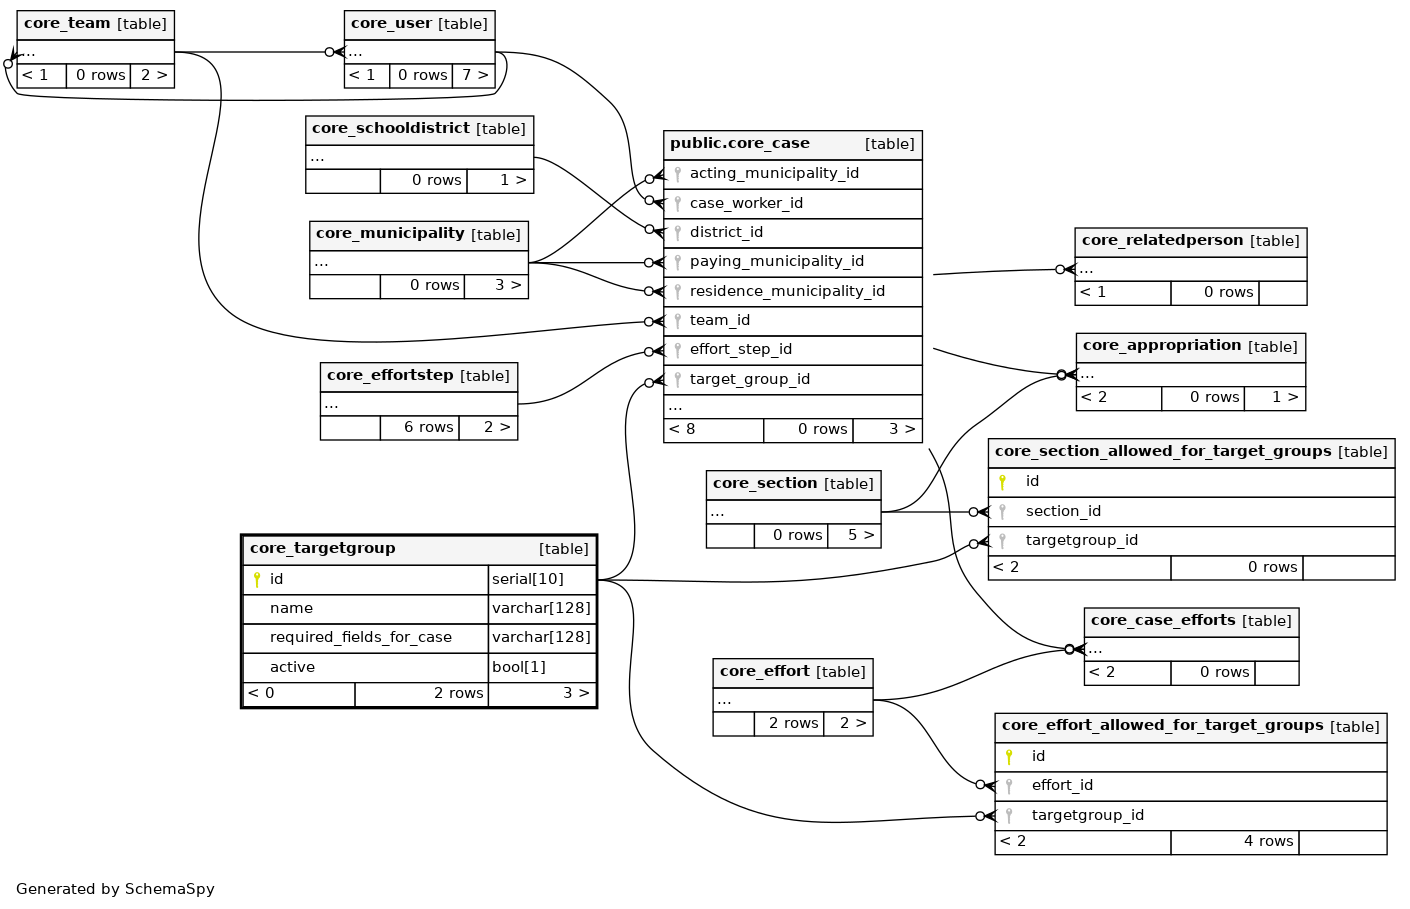 core_team [table]
...
< 1 0 rows 2 >
core_user [table]
...
< 1 0 rows 7 >
core_schooldistrict [table]
...
0 rows 1 >
core_municipality [table]
...
0 rows 3 >
core_effortstep [table]
...
6 rows 2 >
public.core_case [table]
acting_municipality_id
case_worker_id
district_id
paying_municipality_id
residence_municipality_id
team_id
effort_step_id
target_group_id
...
< 8 0 rows 3 >
core_relatedperson [table]
...
< 1 0 rows
core_appropriation [table]
...
< 2 0 rows 1 >
core_section_allowed_for_target_groups [table]
id
section_id
targetgroup_id
< 2 0 rows
core_section [table]
...
0 rows 5 >
core_targetgroup [table]
id serial[10]
name varchar[128]
required_fields_for_case varchar[128]
active bool[1]
< 0 2 rows 3 >
core_case_efforts [table]
...
< 2 0 rows
core_effort [table]
...
2 rows 2 >
core_effort_allowed_for_target_groups [table]
id
effort_id
targetgroup_id
< 2 4 rows
Generated by SchemaSpy